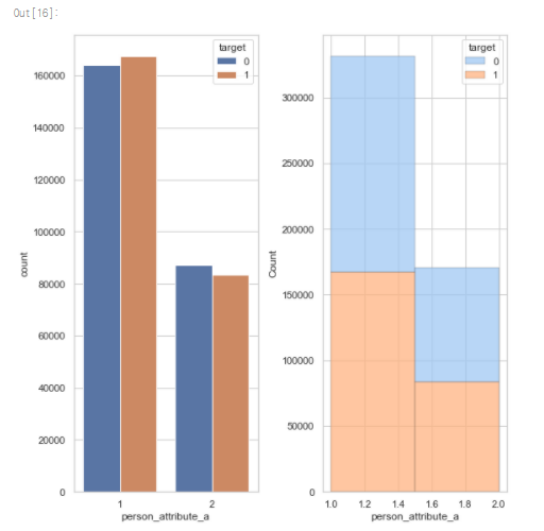 Out[16]:
target
0
1
160000
140000
120000
100000
80000
60000
40000
20000
0
count
1 2
person_attribute_a
target
0
1
300000
250000
200000
150000
100000
50000
0
Count
1.0 1.2 1.4 1.6 1.8 2.0
person_attribute_a